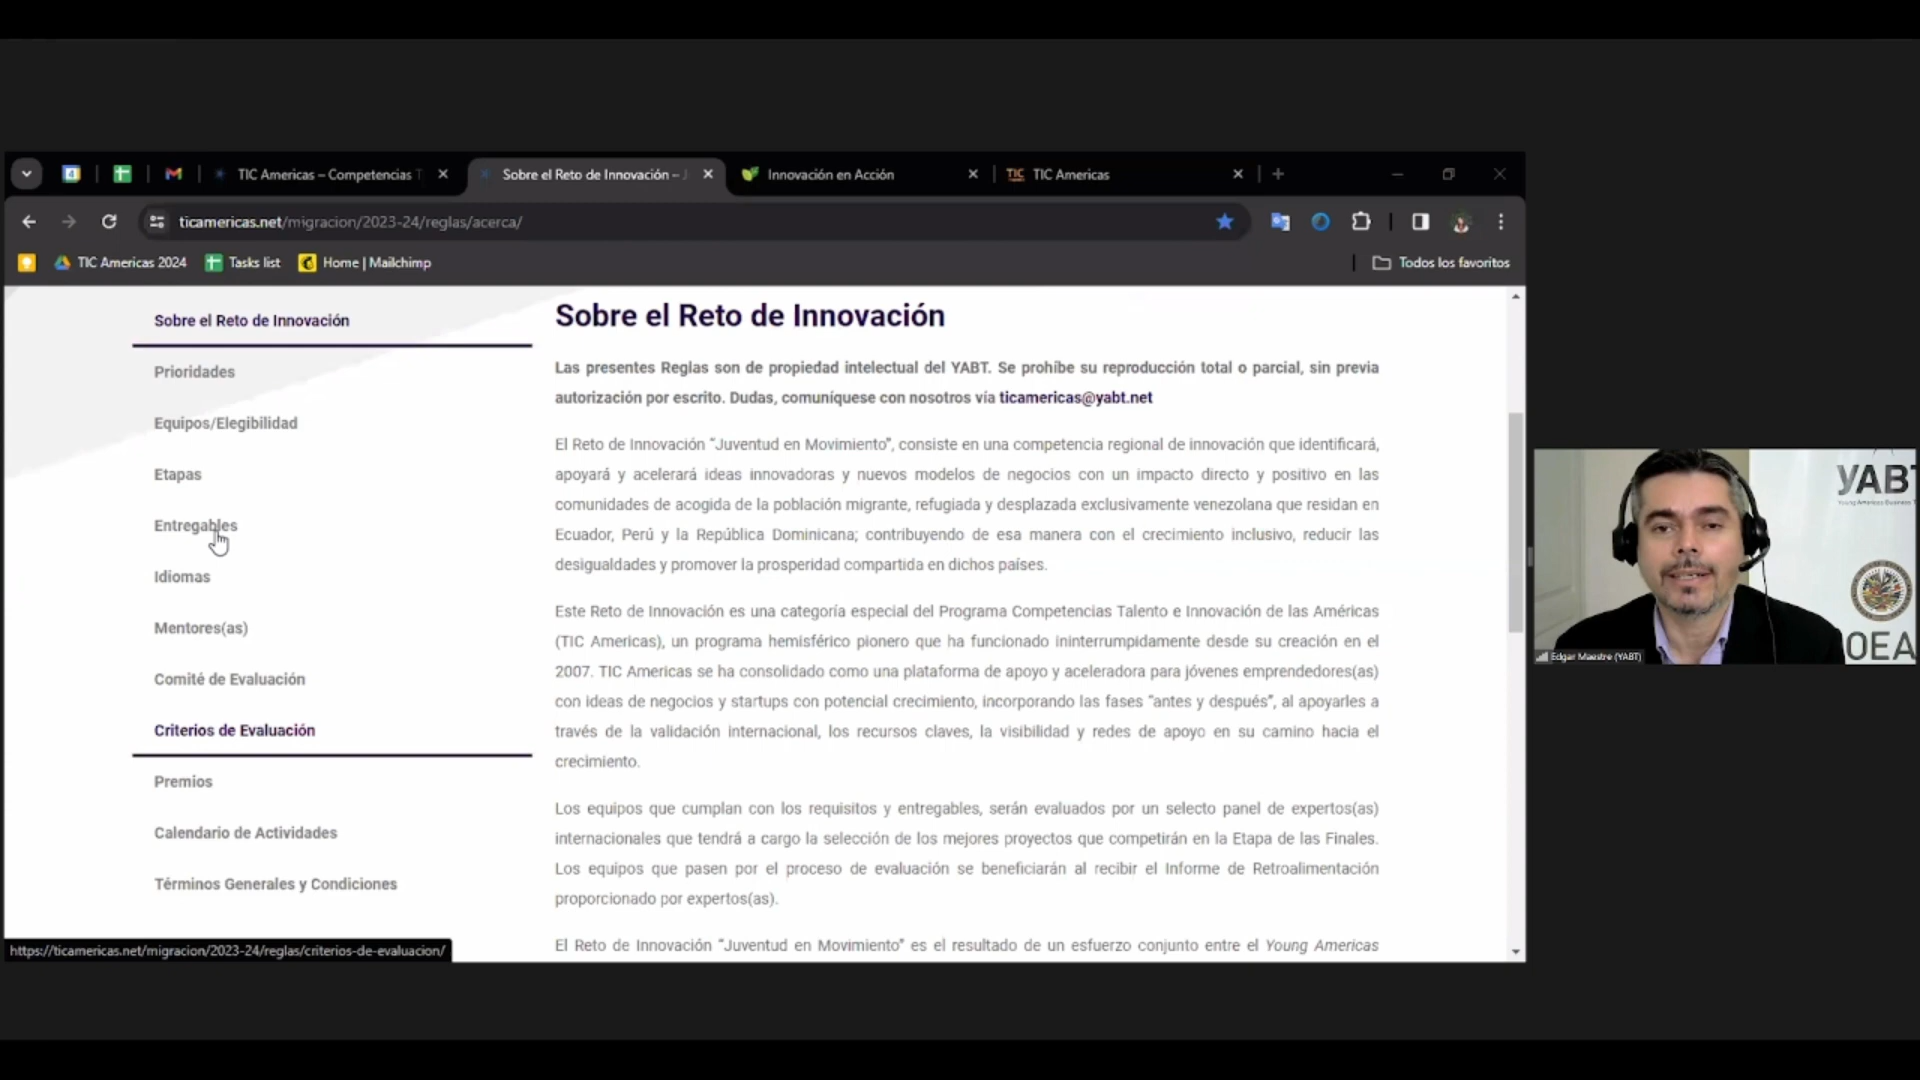 TIC Americas – Competencias T
Sobre el Reto de Innovación – J
Innovación en Acción
TIC
TIC Americas
ticamericas.net/migracion/2023-24/reglas/acerca/
TIC Americas 2024
Tasks list
Home | Mailchimp
Todos los favoritos
Sobre el Reto de Innovación
Prioridades
Equipos/Elegibilidad
Etapas
Entregables
Idiomas
Mentores(as)
Comité de Evaluación
Criterios de Evaluación
Premios
Calendario de Actividades
Términos Generales y Condiciones
https://ticamericas.net/migracion/2023-24/reglas/criterios-de-evaluacion/
Sobre el Reto de Innovación
Las presentes Reglas son de propiedad intelectual del YABT. Se prohíbe su reproducción total o parcial, sin previa
autorización por escrito. Dudas, comuníquese con nosotros vía ticamericas@yabt.net
El Reto de Innovación “Juventud en Movimiento”, consiste en una competencia regional de innovación que identificará,
apoyará y acelerará ideas innovadoras y nuevos modelos de negocios con un impacto directo y positivo en las
comunidades de acogida de la población migrante, refugiada y desplazada exclusivamente venezolana que residan en
Ecuador, Perú y la República Dominicana; contribuyendo de esa manera con el crecimiento inclusivo, reducir las
desigualdades y promover la prosperidad compartida en dichos países.
Este Reto de Innovación es una categoría especial del Programa Competencias Talento e Innovación de las Américas
(TIC Americas), un programa hemisférico pionero que ha funcionado ininterrumpidamente desde su creación en el
2007. TIC Americas se ha consolidado como una plataforma de apoyo y aceleradora para jóvenes emprendedores(as)
con ideas de negocios y startups con potencial crecimiento, incorporando las fases “antes y después”, al apoyarles a
través de la validación internacional, los recursos claves, la visibilidad y redes de apoyo en su camino hacia el
crecimiento.
Los equipos que cumplan con los requisitos y entregables, serán evaluados por un selecto panel de expertos(as)
internacionales que tendrá a cargo la selección de los mejores proyectos que competirán en la Etapa de las Finales.
Los equipos que pasen por el proceso de evaluación se beneficiarán al recibir el Informe de Retroalimentación
proporcionado por expertos(as).
El Reto de Innovación “Juventud en Movimiento” es el resultado de un esfuerzo conjunto entre el Young Americas
YABT
Young Americas Business T
OEA
Edgar Maestre (YABT)